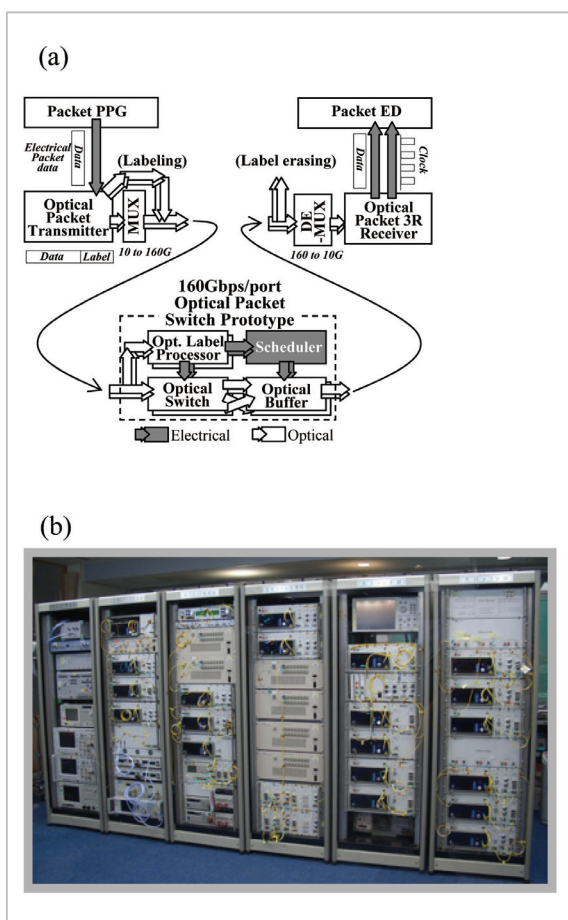 (a)
Packet PPG
Packet ED
Electrical
Packet
data
Data
(Labeling)
(Label erasing)
Data
Clock
Optical
Packet
Transmitter
MUX
DE
-MUX
Optical
Packet 3R
Receiver
10 to 160G
160 to 10G
Data Label
160Gbps/port
Optical Packet
Switch Prototype
Opt. Label
Processor
Scheduler
Optical
Switch
Optical
Buffer
Electrical
Optical
(b)